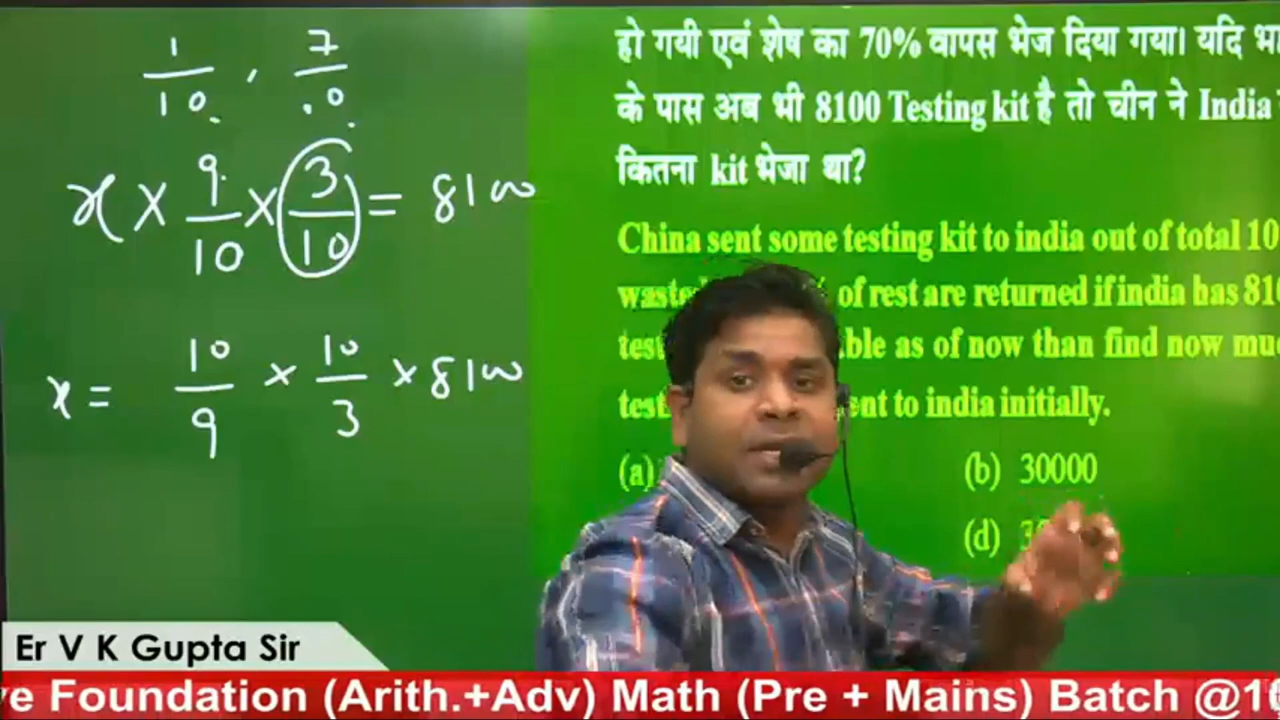 1/10 , 7/10
x × 9/10 × 3/10 = 8100
x = 10/9 × 10/3 × 8100
हो गयी एवं शेष का 70% वापस भेज दिया गया। यदि
के पास अब भी 8100 Testing kit है तो चीन ने India
कितना kit भेजा था?
China sent some testing kit to india out of total 10
of rest are returned if india has
as of now than find now
to india initially.
(a)
(b) 30000
(d)
Er V K Gupta Sir
Foundation (Arith.+Adv) Math (Pre + Mains) Batch